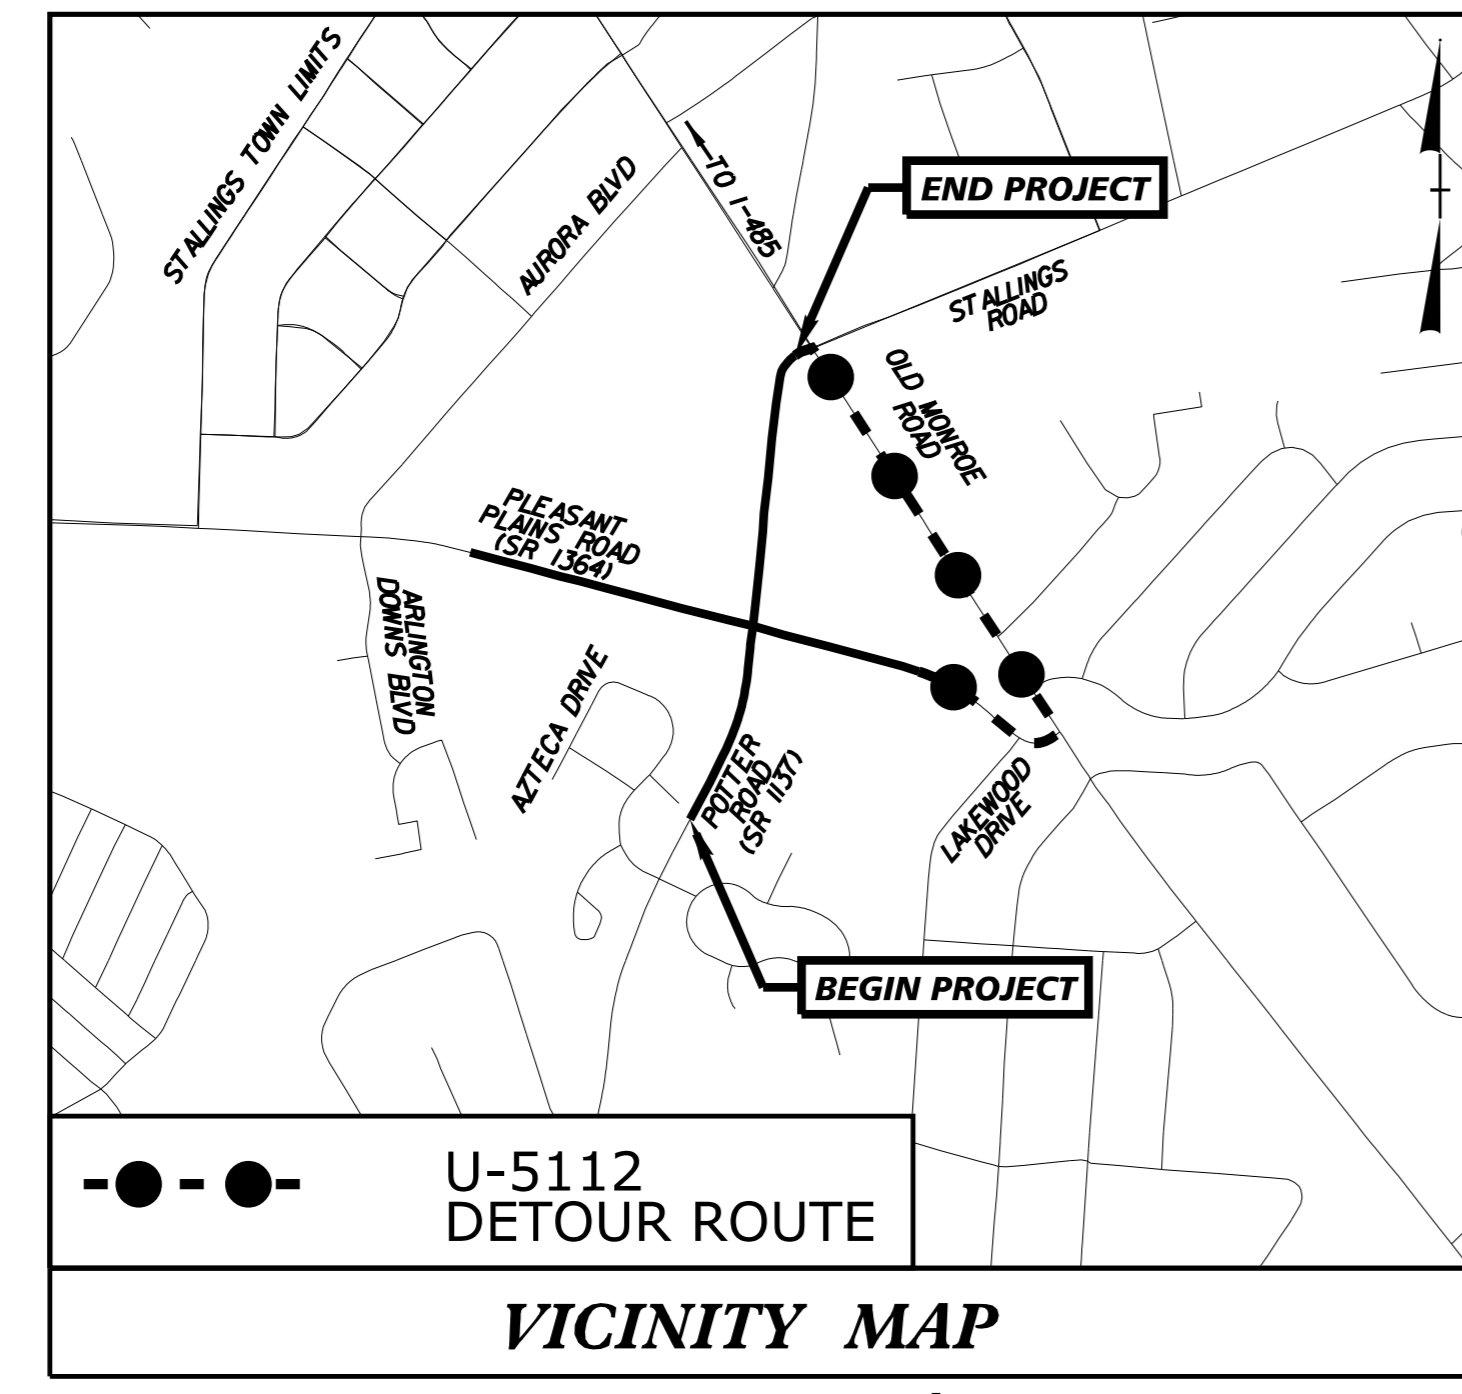 STALLINGS TOWN LIMITS
AURORA BLVD
TO I-485
END PROJECT
STALLINGS
ROAD
OLD MONROE
ROAD
PLEASANT
PLAINS ROAD
(SR 1364)
ARLINGTON
DOWNS BLVD
AZTECA DRIVE
POTTER
ROAD
(SR 1137)
LAKEWOOD
DRIVE
BEGIN PROJECT
U-5112
DETOUR ROUTE
VICINITY MAP